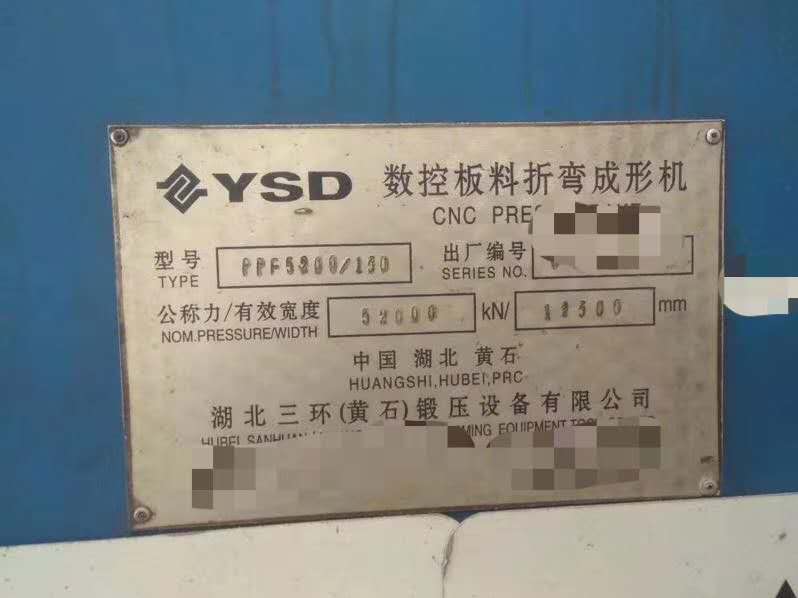 YSD 数控板料折弯成形机
CNC
型号 PPF5200/130 出厂编号
TYPE SERIES NO.
公称力/有效宽度 52000 kN/ 12500 mm
NOM.PRESSURE/WIDTH
中国 湖北 黄石
HUANGSHI,HUBEI,PRC
湖北三环(黄石)锻压设备有限公司
HUBEI SANHUAN EQUIPMENT